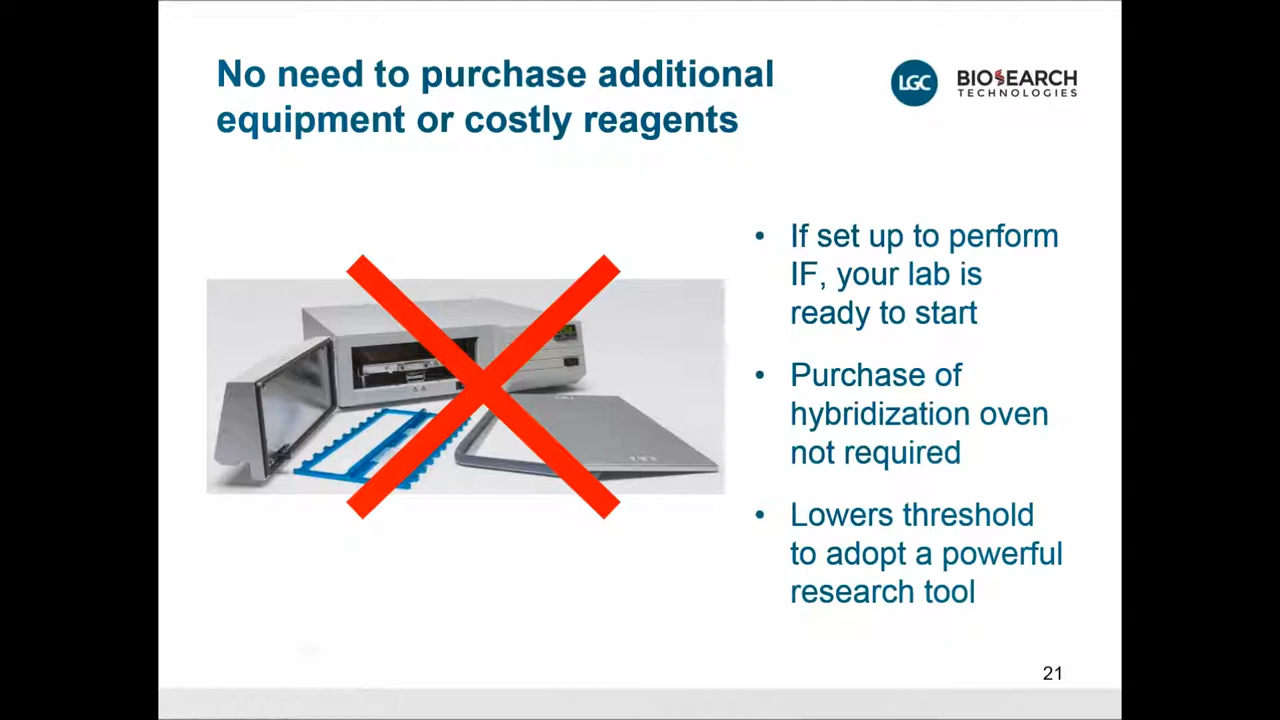 No need to purchase additional
equipment or costly reagents
LGC
BIOSEARCH
TECHNOLOGIES
• If set up to perform
IF, your lab is
ready to start
• Purchase of
hybridization oven
not required
• Lowers threshold
to adopt a powerful
research tool
21